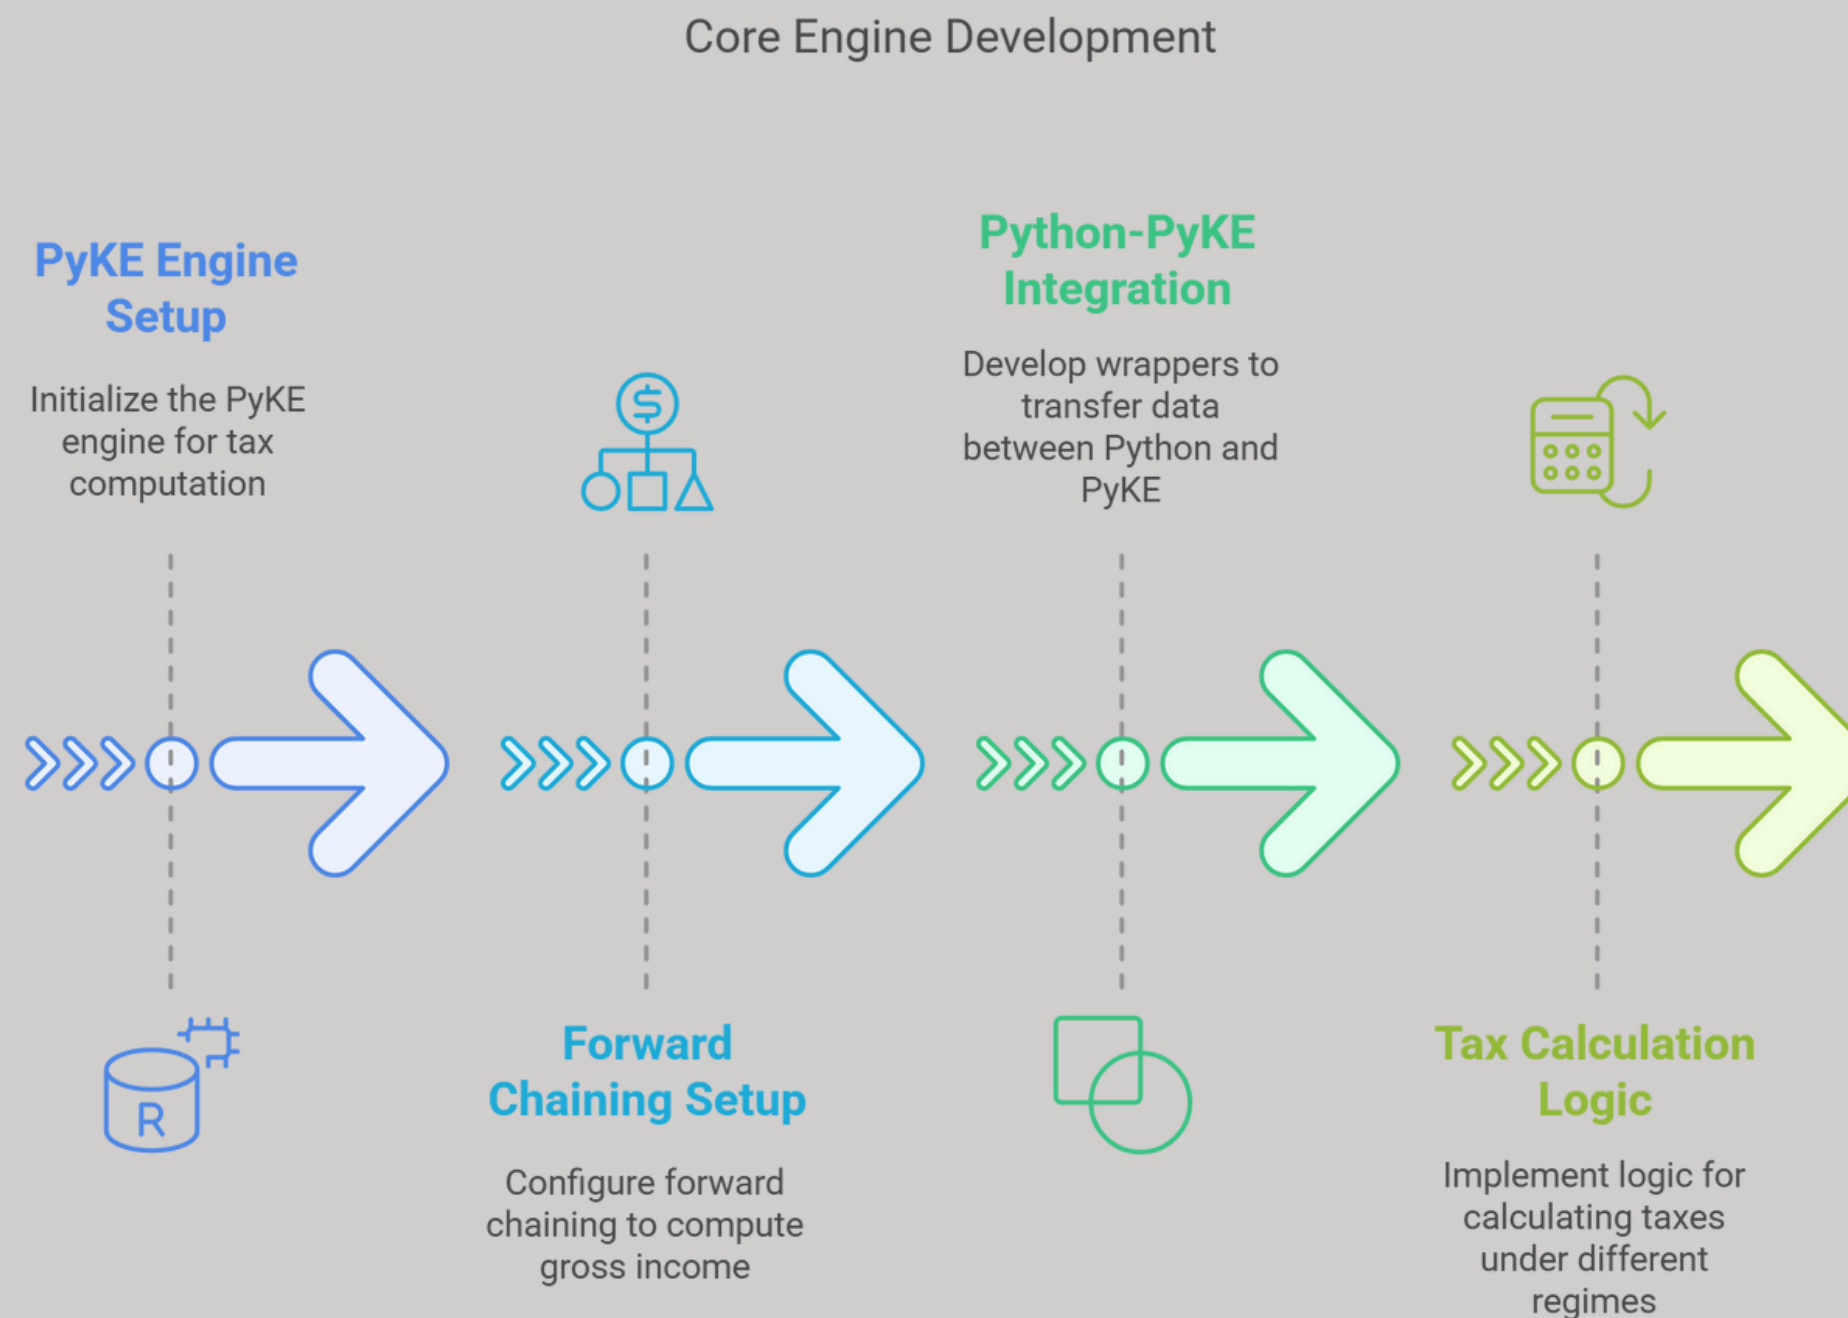 Core Engine Development
PyKE Engine
Setup
Initialize the PyKE
engine for tax
computation
R
$
Forward
Chaining Setup
Configure forward
chaining to compute
gross income
Python-PyKE
Integration
Develop wrappers to
transfer data
between Python and
PyKE
Tax Calculation
Logic
Implement logic for
calculating taxes
under different
regimes